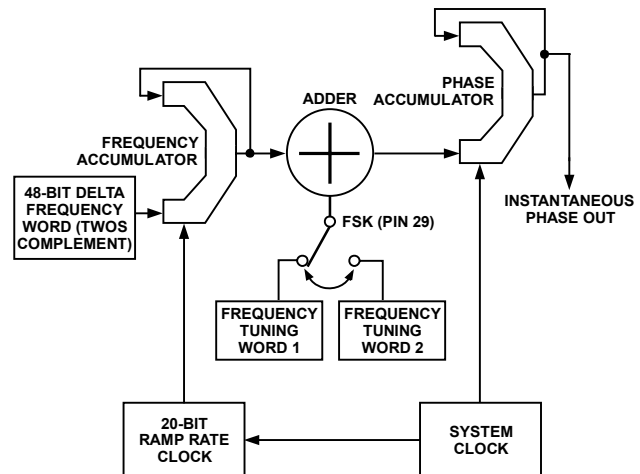 PHASE
ACCUMULATOR
ADDER
FREQUENCY
ACCUMULATOR
48-BIT DELTA
FREQUENCY
WORD (TWOS
COMPLEMENT)
INSTANTANEOUS
PHASE OUT
FSK (PIN 29)
FREQUENCY
TUNING
WORD 1
FREQUENCY
TUNING
WORD 2
20-BIT
RAMP RATE
CLOCK
SYSTEM
CLOCK